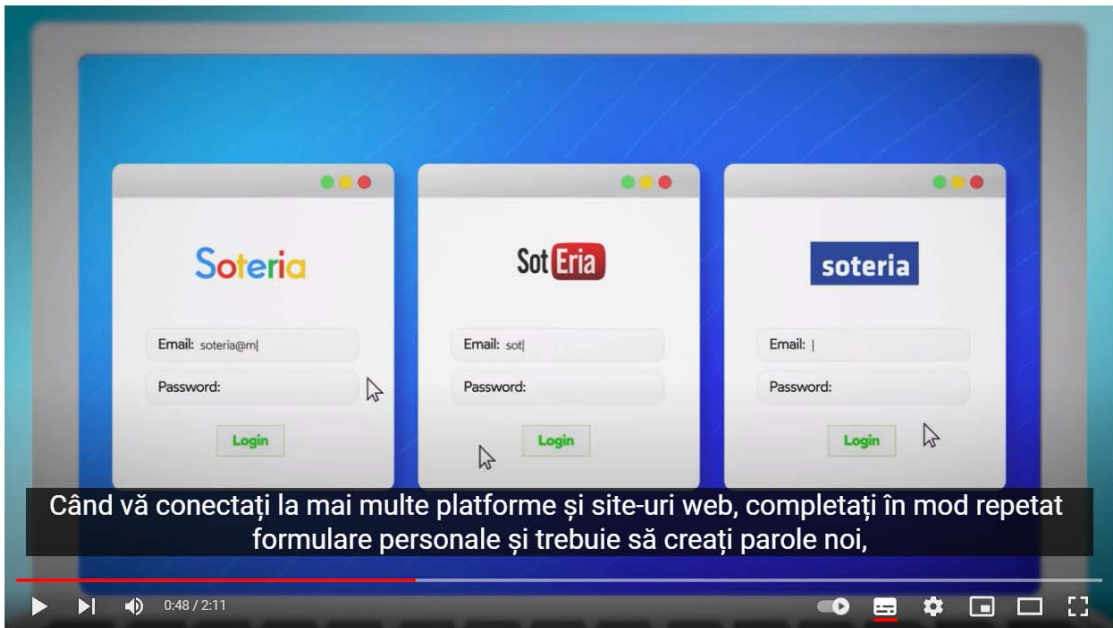 Soteria
Email: soteria@m|
Password:
Login
SotEria
Email: sot|
Password:
Login
soteria
Email: |
Password:
Login
Când vă conectați la mai multe platforme și site-uri web, completați în mod repetat
formulare personale și trebuie să creați parole noi,
0:48 / 2:11